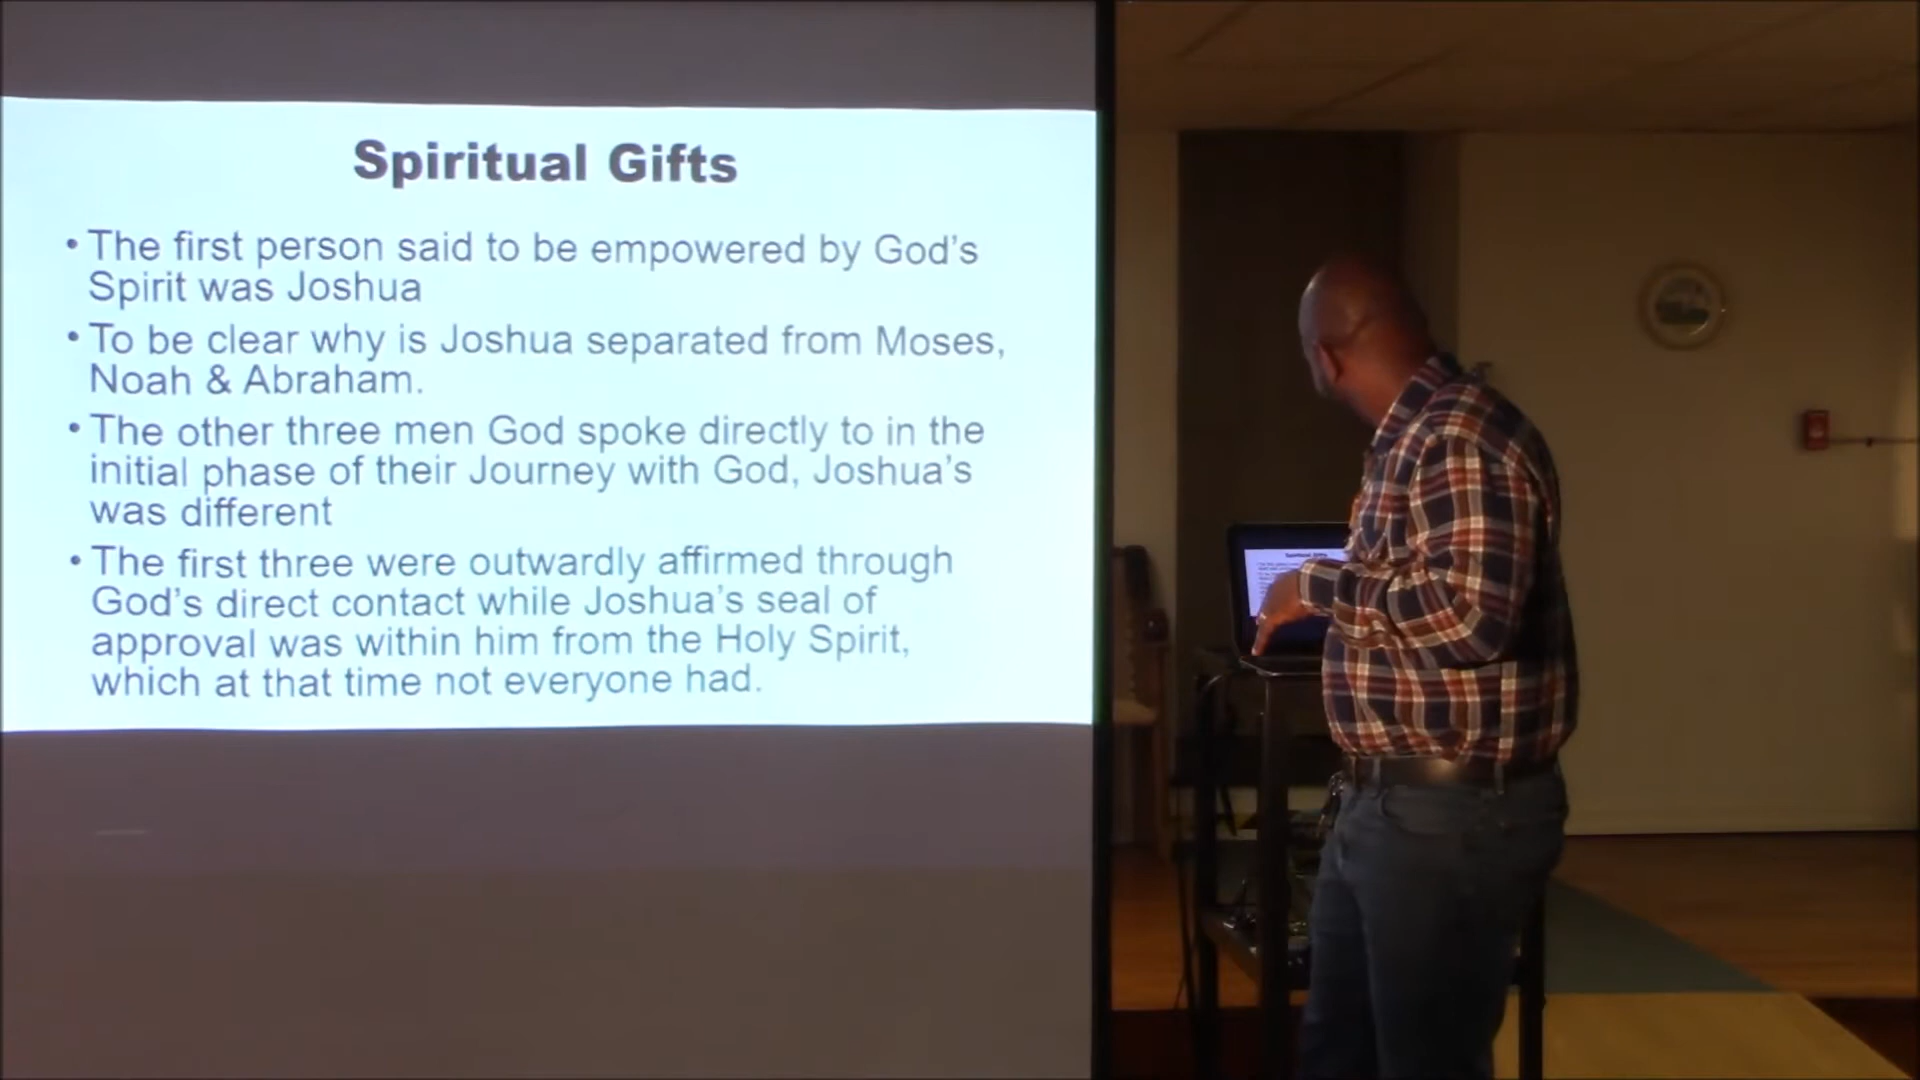 Spiritual Gifts
• The first person said to be empowered by God's
Spirit was Joshua
• To be clear why is Joshua separated from Moses,
Noah & Abraham.
• The other three men God spoke directly to in the
initial phase of their Journey with God, Joshua's
was different
• The first three were outwardly affirmed through
God's direct contact while Joshua's seal of
approval was within him from the Holy Spirit,
which at that time not everyone had.
Spiritual Gifts